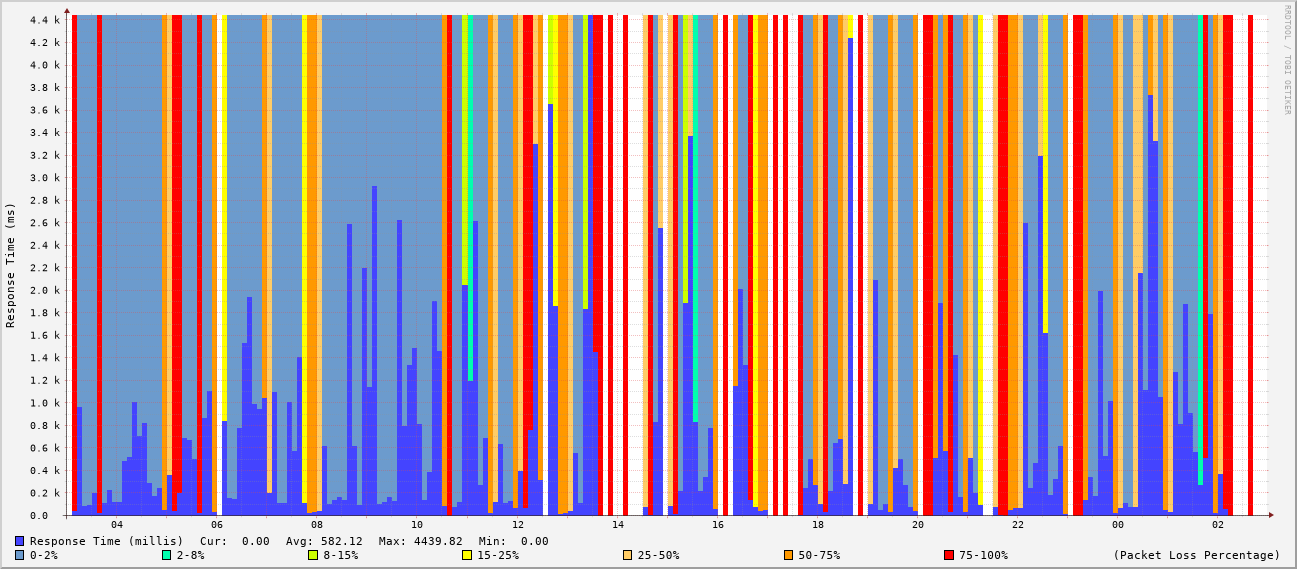 RRDTOOL / TOBI OETIKER
Response Time (ms)
4.4 k
4.2 k
4.0 k
3.8 k
3.6 k
3.4 k
3.2 k
3.0 k
2.8 k
2.6 k
2.4 k
2.2 k
2.0 k
1.8 k
1.6 k
1.4 k
1.2 k
1.0 k
0.8 k
0.6 k
0.4 k
0.2 k
0.0
04 06 08 10 12 14 16 18 20 22 00 02
Response Time (millis) Cur: 0.00 Avg: 582.12 Max: 4439.82 Min: 0.00
0-2% 2-8% 8-15% 15-25% 25-50% 50-75% 75-100% (Packet Loss Percentage)